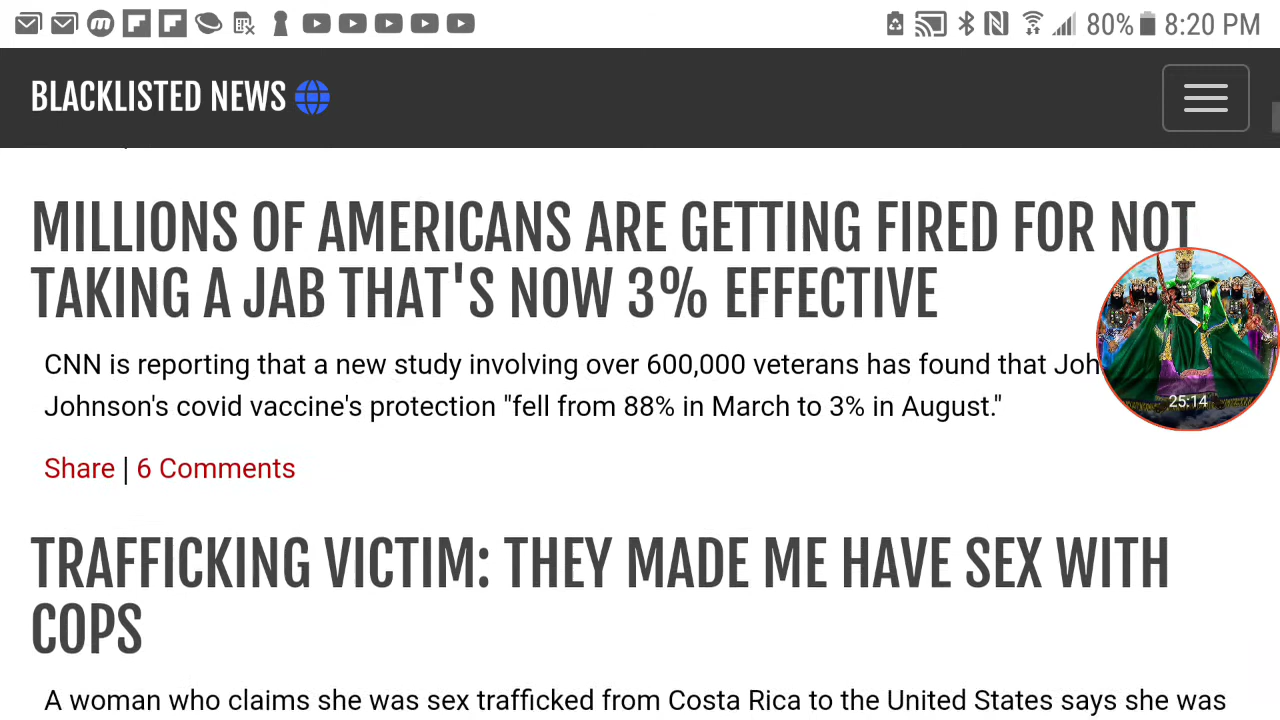 80% 8:20 PM
BLACKLISTED NEWS
MILLIONS OF AMERICANS ARE GETTING FIRED FOR NOT
TAKING A JAB THAT'S NOW 3% EFFECTIVE
CNN is reporting that a new study involving over 600,000 veterans has found that Joh
Johnson's covid vaccine's protection "fell from 88% in March to 3% in August."
25:14
Share | 6 Comments
TRAFFICKING VICTIM: THEY MADE ME HAVE SEX WITH
COPS
A woman who claims she was sex trafficked from Costa Rica to the United States says she was